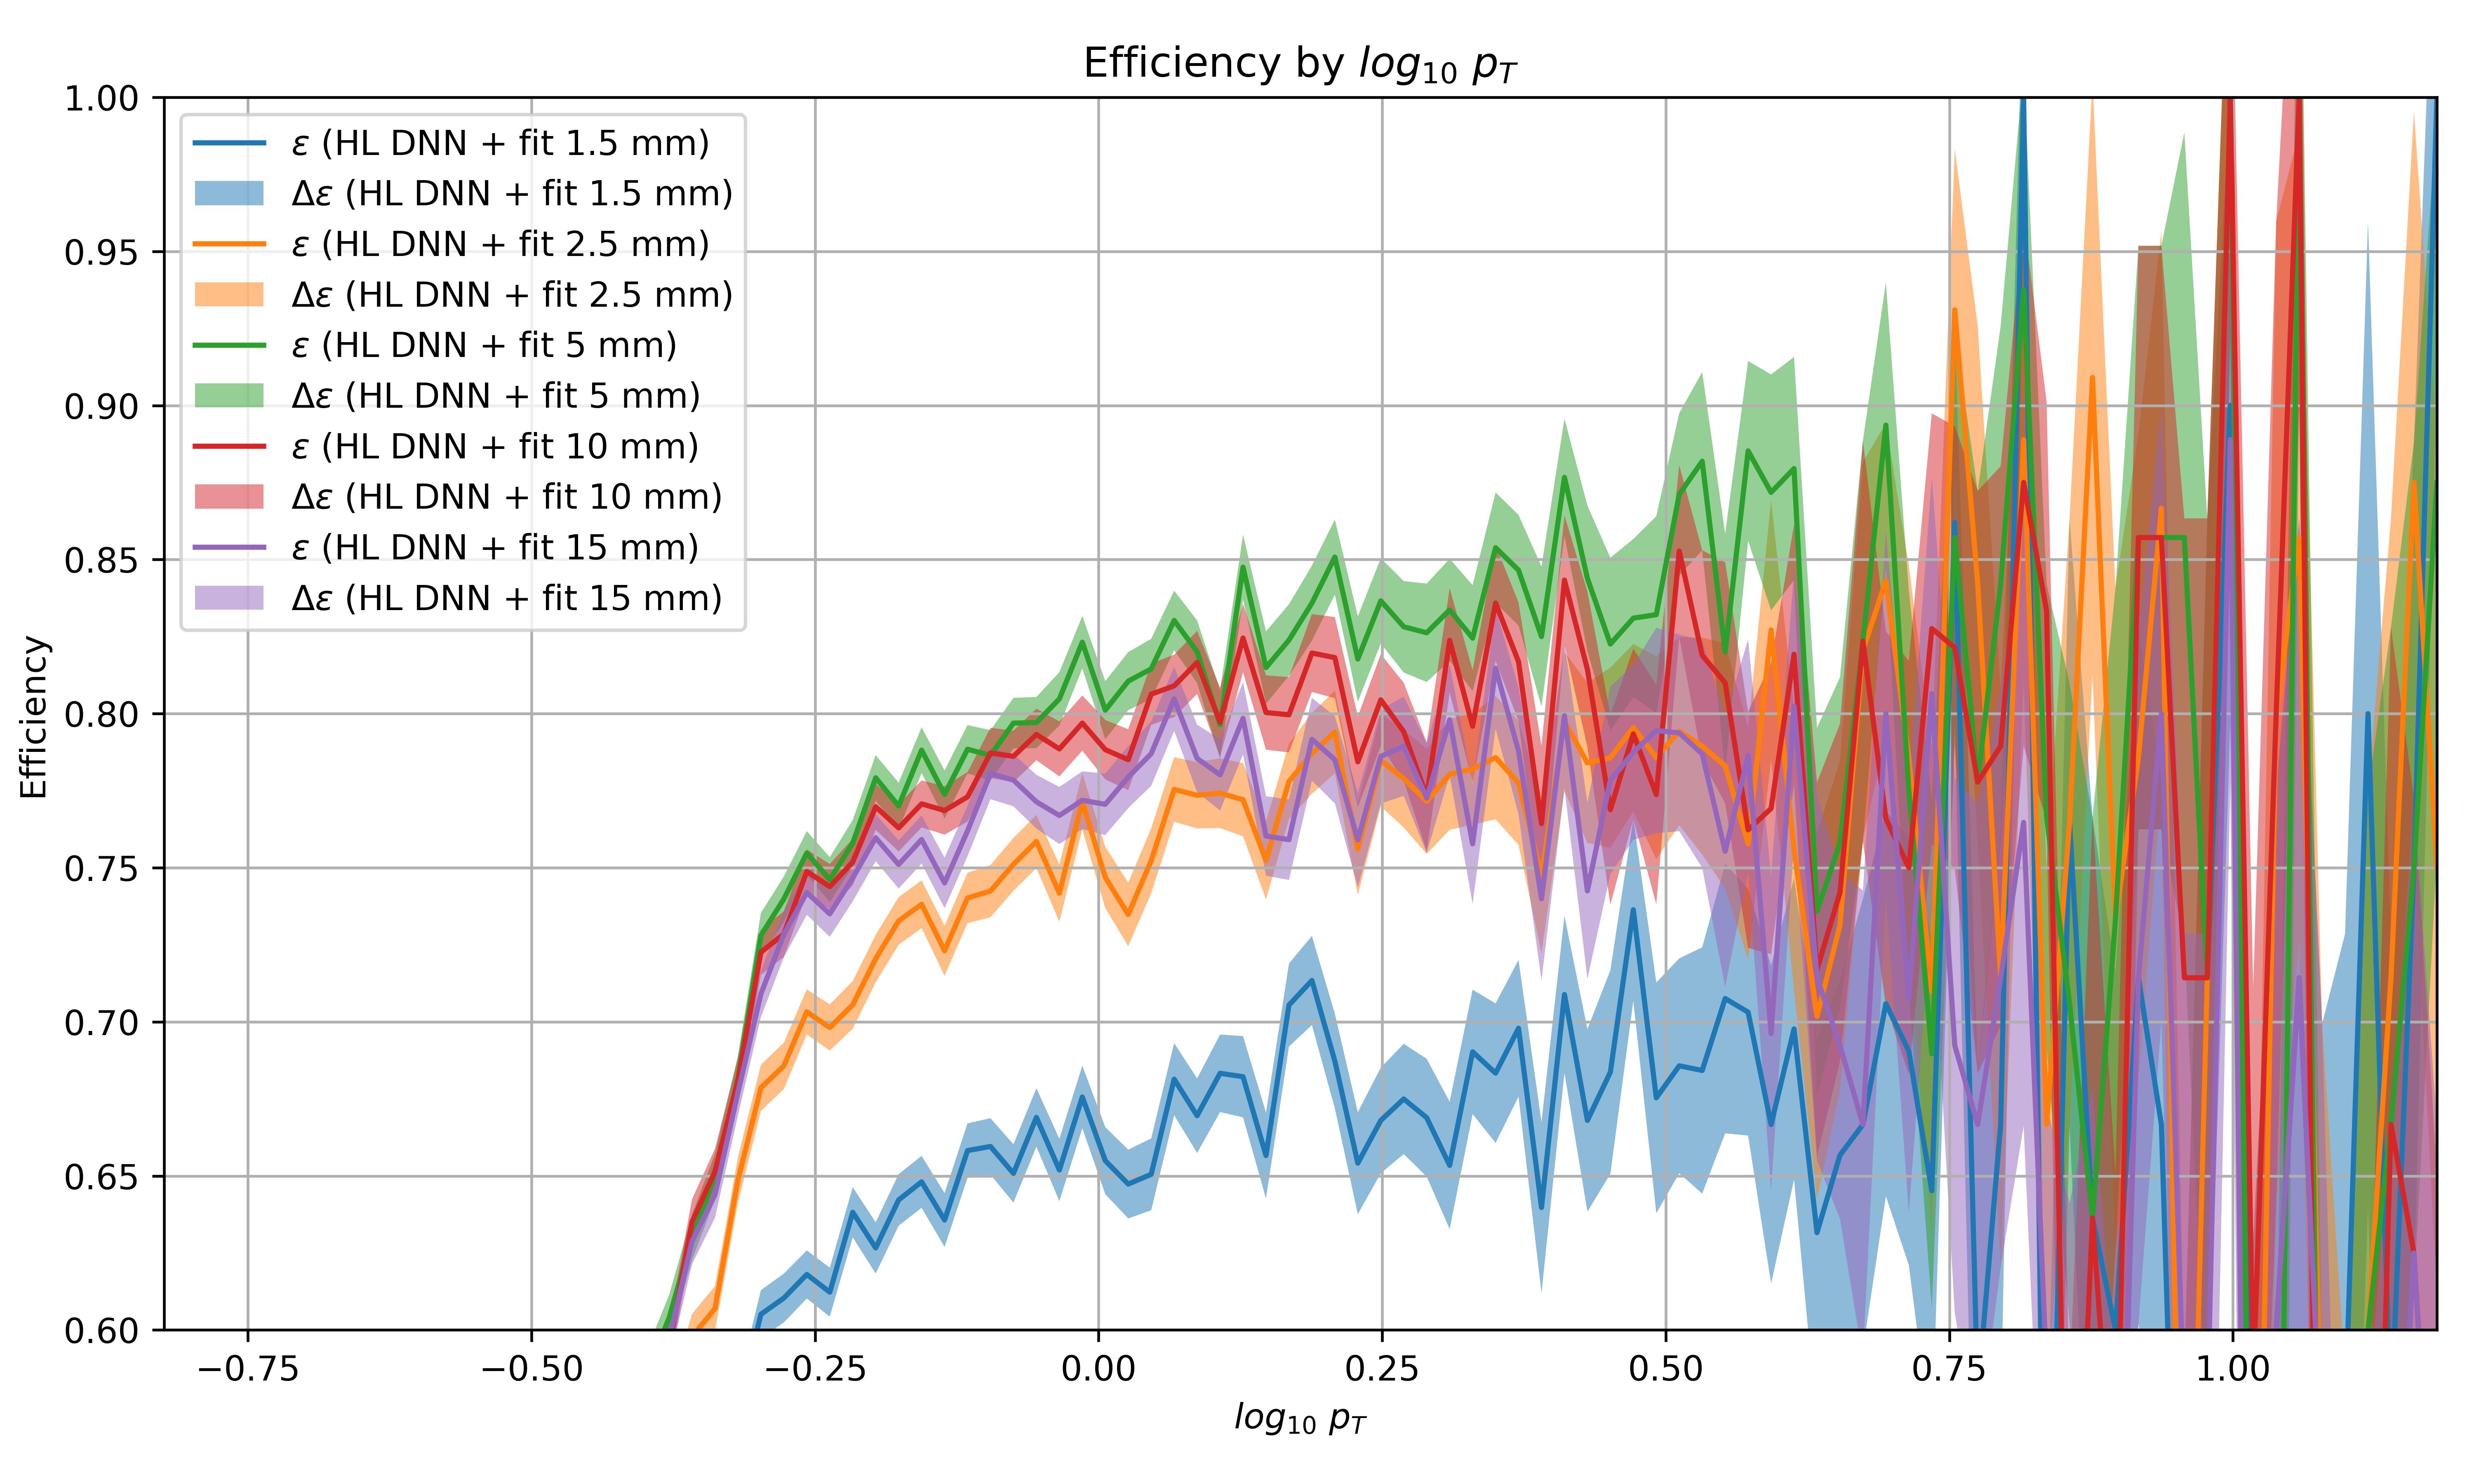 Efficiency by log₁₀ p_T
1.00
0.95
0.90
0.85
0.80
0.75
0.70
0.65
0.60
Efficiency
ε (HL DNN + fit 1.5 mm)
Δε (HL DNN + fit 1.5 mm)
ε (HL DNN + fit 2.5 mm)
Δε (HL DNN + fit 2.5 mm)
ε (HL DNN + fit 5 mm)
Δε (HL DNN + fit 5 mm)
ε (HL DNN + fit 10 mm)
Δε (HL DNN + fit 10 mm)
ε (HL DNN + fit 15 mm)
Δε (HL DNN + fit 15 mm)
−0.75 −0.50 −0.25 0.00 0.25 0.50 0.75 1.00
log₁₀ p_T